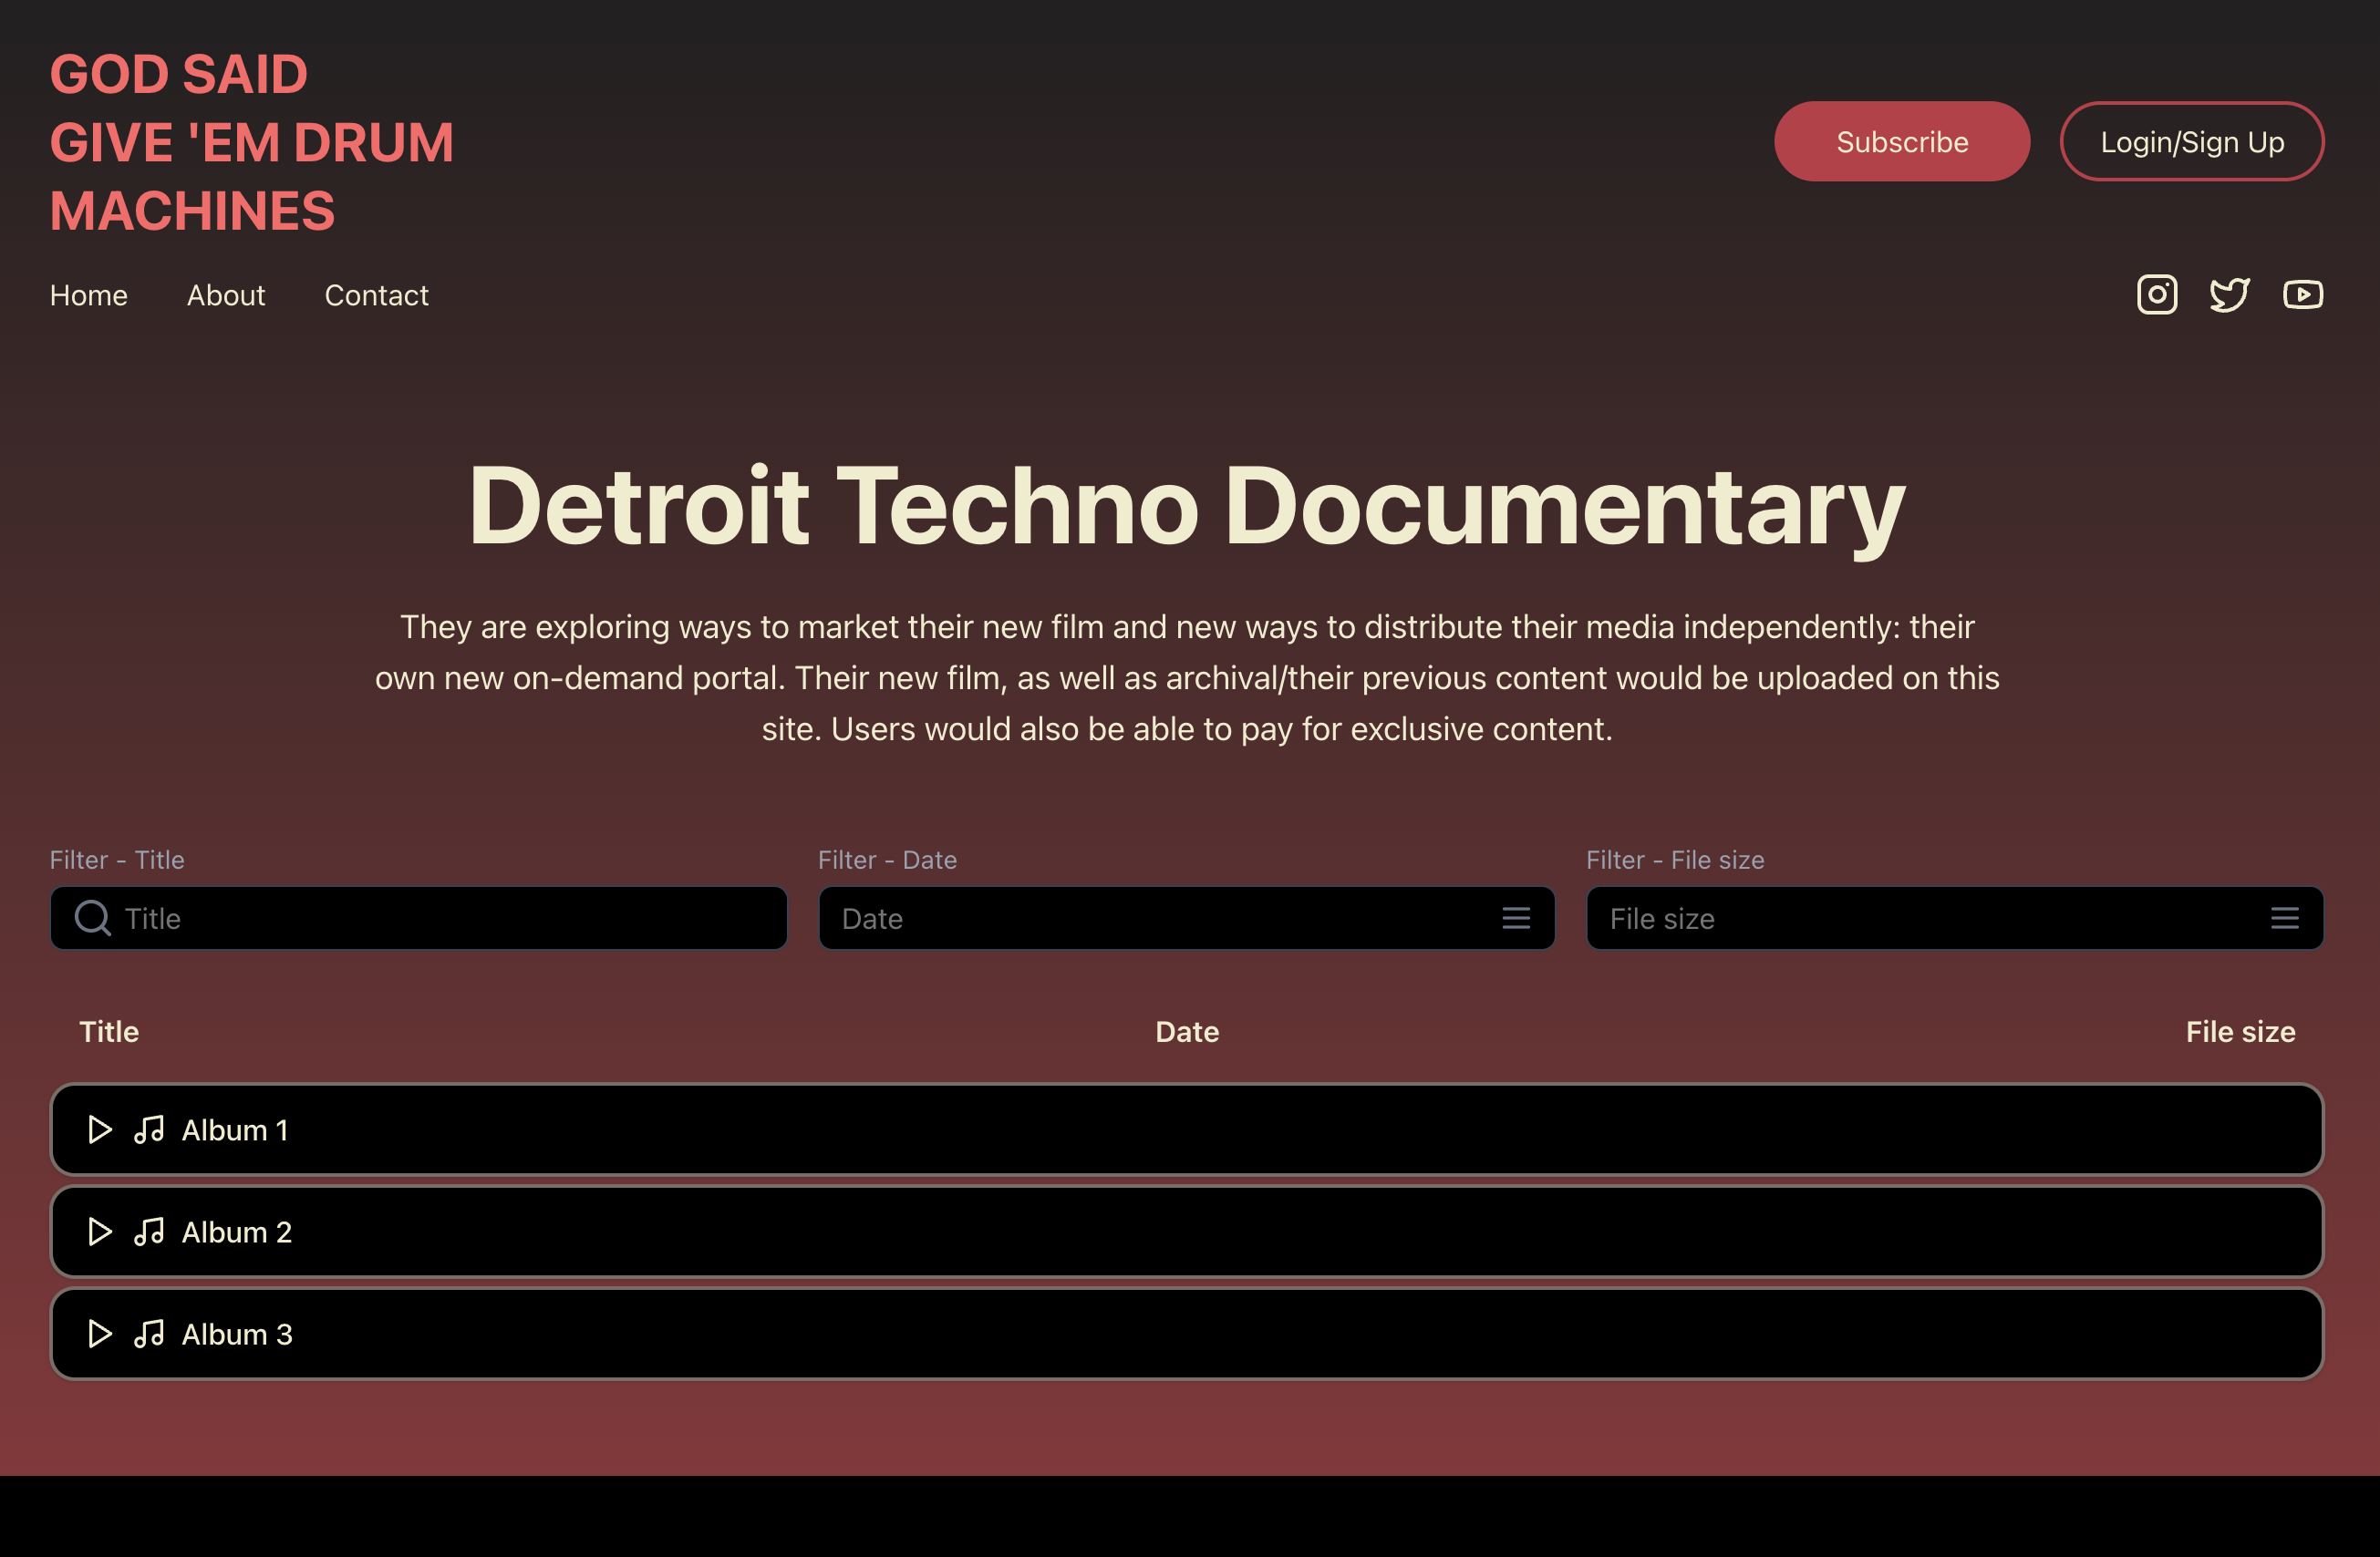 GOD SAID
GIVE 'EM DRUM
MACHINES
Subscribe
Login/Sign Up
Home
About
Contact
Detroit Techno Documentary
They are exploring ways to market their new film and new ways to distribute their media independently: their
own new on-demand portal. Their new film, as well as archival/their previous content would be uploaded on this
site. Users would also be able to pay for exclusive content.
Filter - Title
Filter - Date
Filter - File size
Title
Date
File size
Title
Date
File size
Album 1
Album 2
Album 3